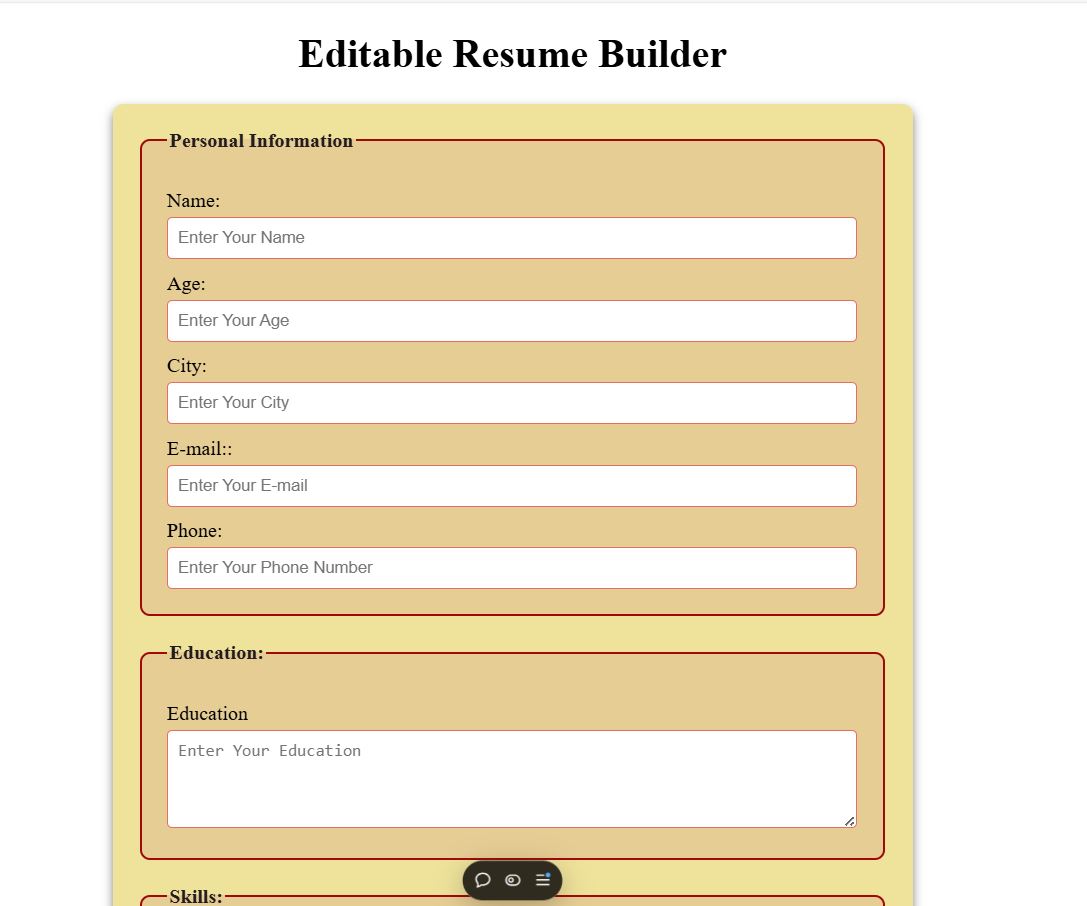 Editable Resume Builder
Personal Information
Name:
Enter Your Name
Age:
Enter Your Age
City:
Enter Your City
E-mail::
Enter Your E-mail
Phone:
Enter Your Phone Number
Education:
Education
Enter Your Education
Skills: